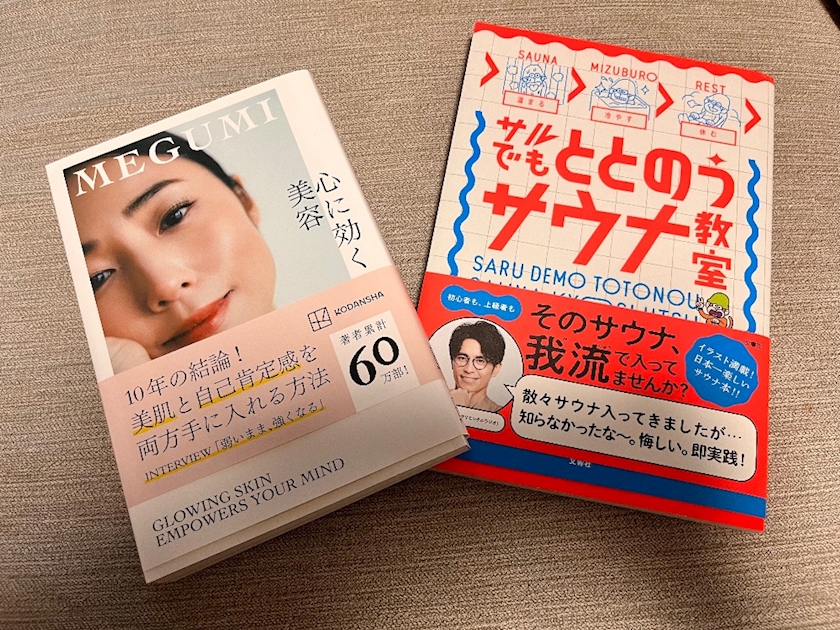 MEGUMI
心に効く
美容
KODANSHA
10年の結論！
美肌と自己肯定感を
両方手に入れる方法
INTERVIEW「弱いまま、強くなる」
著者累計
60
万部！
GLOWING SKIN
EMPOWERS YOUR MIND
SAUNA
温まる
MIZUBURO
冷やす
REST
休む
サル
でも
ととのう
サウナ
教室
SARU DEMO TOTONOU
初心者も、上級者も
そのサウナ、
我流で入って
ませんか？
イラスト満載！
日本一楽しい
サウナ本!!
散々サウナ入ってきましたが…
知らなかったな〜。悔しい。即実践！
文響社